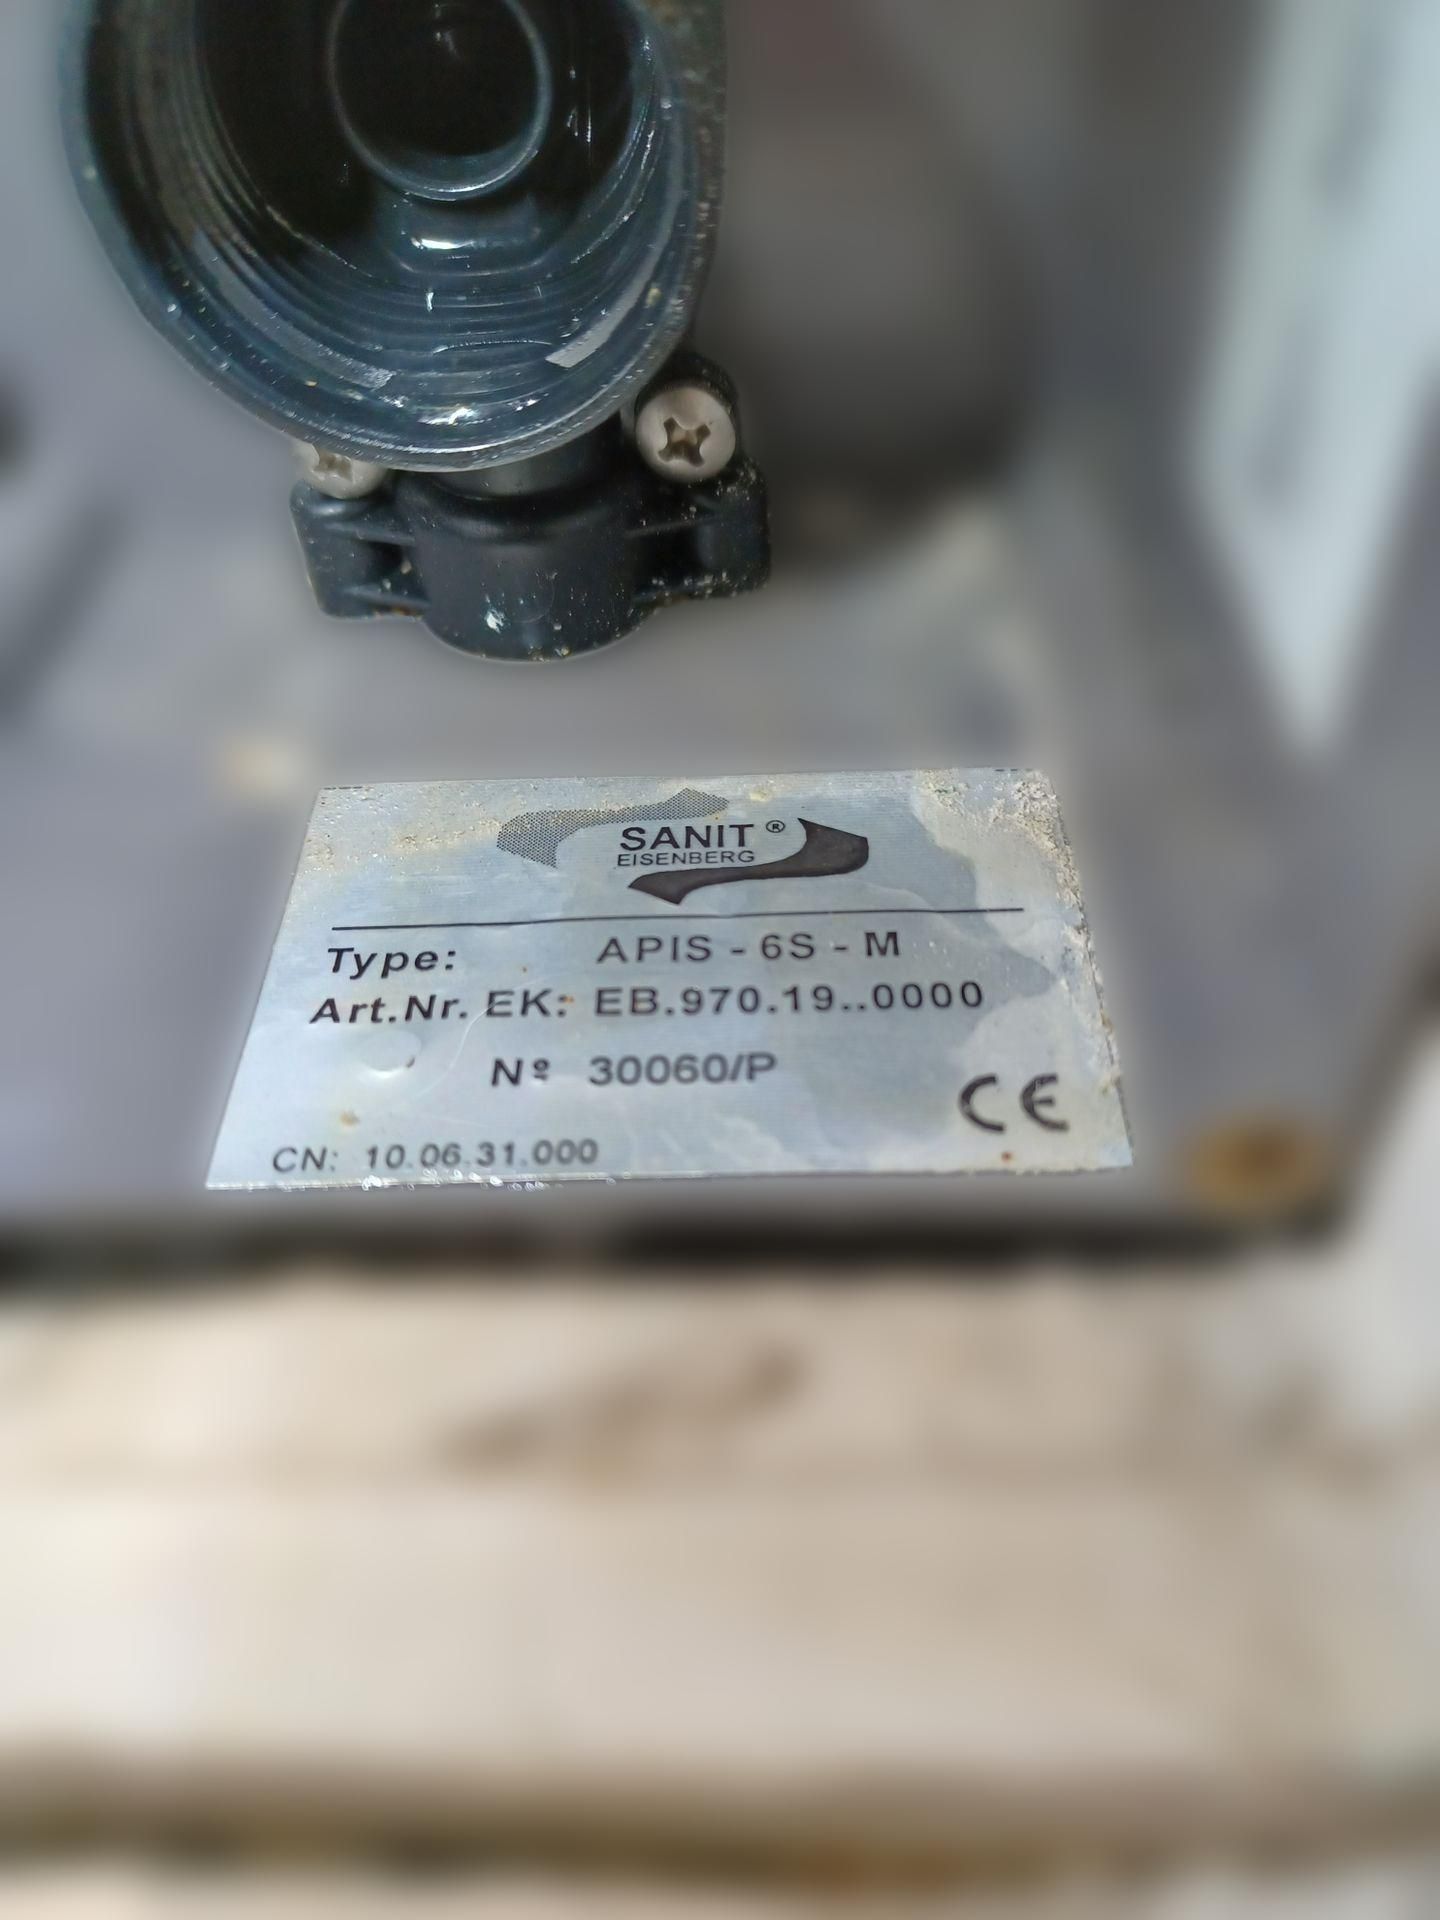 SANIT ®
EISENBERG
Type: APIS - 6S - M
Art.Nr. EK: EB.970.19..0000
Nº 30060/P
CE
CN: 10.06.31.000